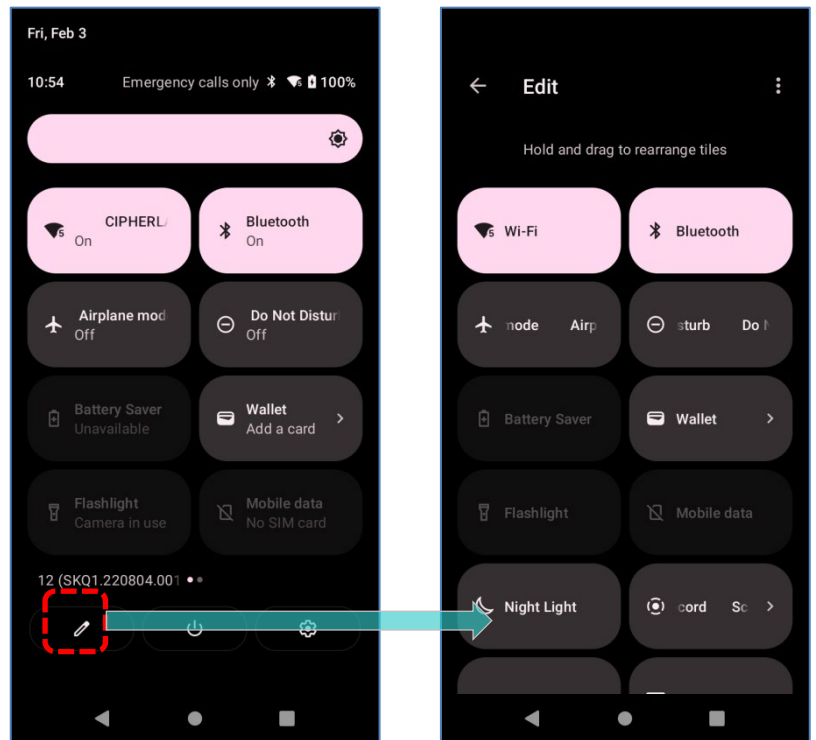 Fri, Feb 3
10:54 Emergency calls only 5 100%
CIPHERL
On
Bluetooth
On
Airplane mod
Off
Do Not Distur
Off
Battery Saver
Unavailable
Wallet
Add a card
Flashlight
Camera in use
Mobile data
No SIM card
12 (SKQ1.220804.001
Edit
Hold and drag to rearrange tiles
5 Wi-Fi
Bluetooth
mode Airp
sturb Do
Battery Saver
Wallet
Flashlight
Mobile data
Night Light
cord Sc